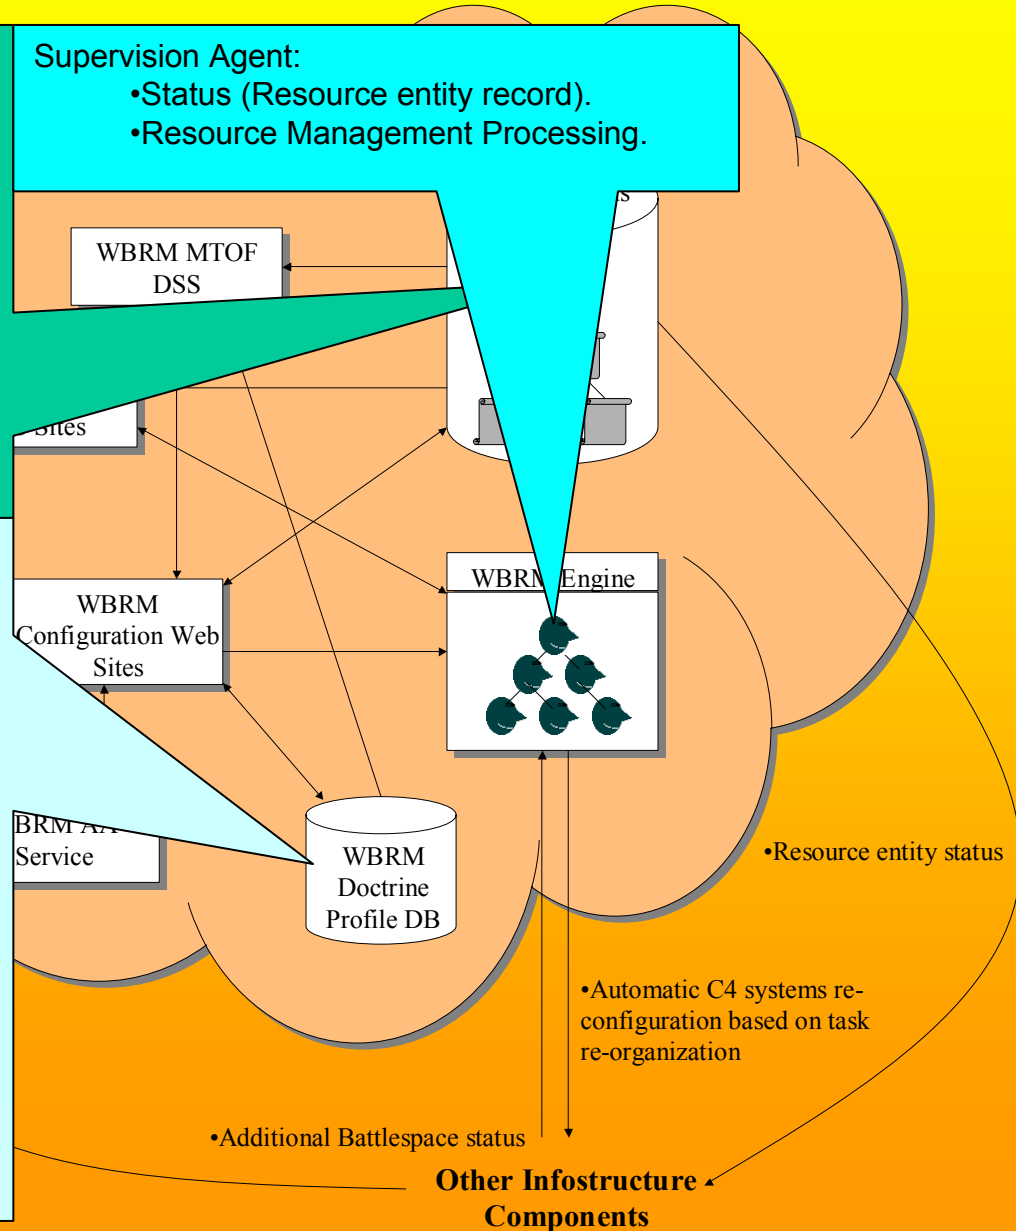 Supervision Agent:
•Status (Resource entity record).
•Resource Management Processing.
WBRM MTOF
DSS
Sites
WBRM Engine
WBRM
Configuration Web
Sites
Service
WBRM
Doctrine
Profile DB
•Resource entity status
•Automatic C4 systems re-
configuration based on task
re-organization
•Additional Battlespace status
Other Infostructure
Components